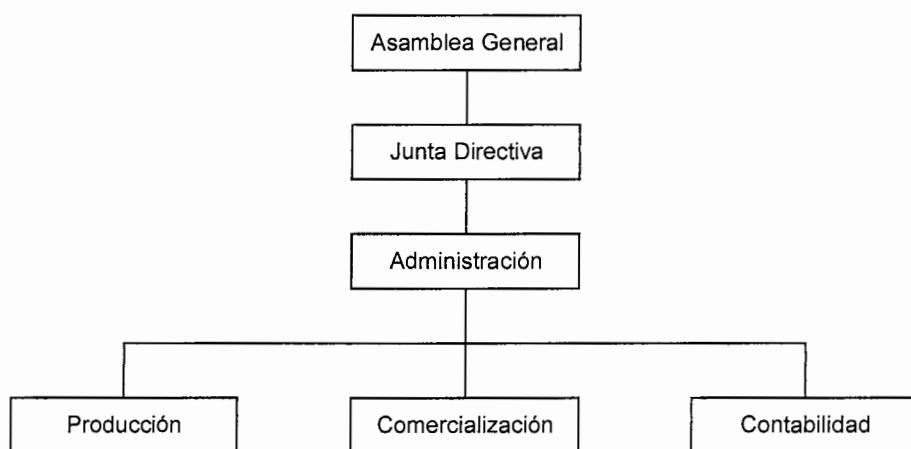 Asamblea General
Junta Directiva
Administración
Producción
Comercialización
Contabilidad